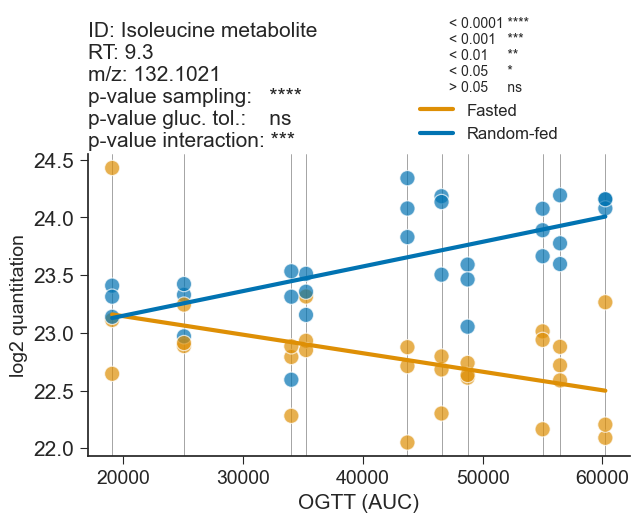 ID: Isoleucine metabolite
RT: 9.3
m/z: 132.1021
p-value sampling: ****
p-value gluc. tol.: ns
p-value interaction: ***
< 0.0001 ****
< 0.001 ***
< 0.01 **
< 0.05 *
> 0.05 ns
Fasted
Random-fed
24.5
24.0
23.5
23.0
22.5
22.0
log2 quantitation
20000 30000 40000 50000 60000
OGTT (AUC)